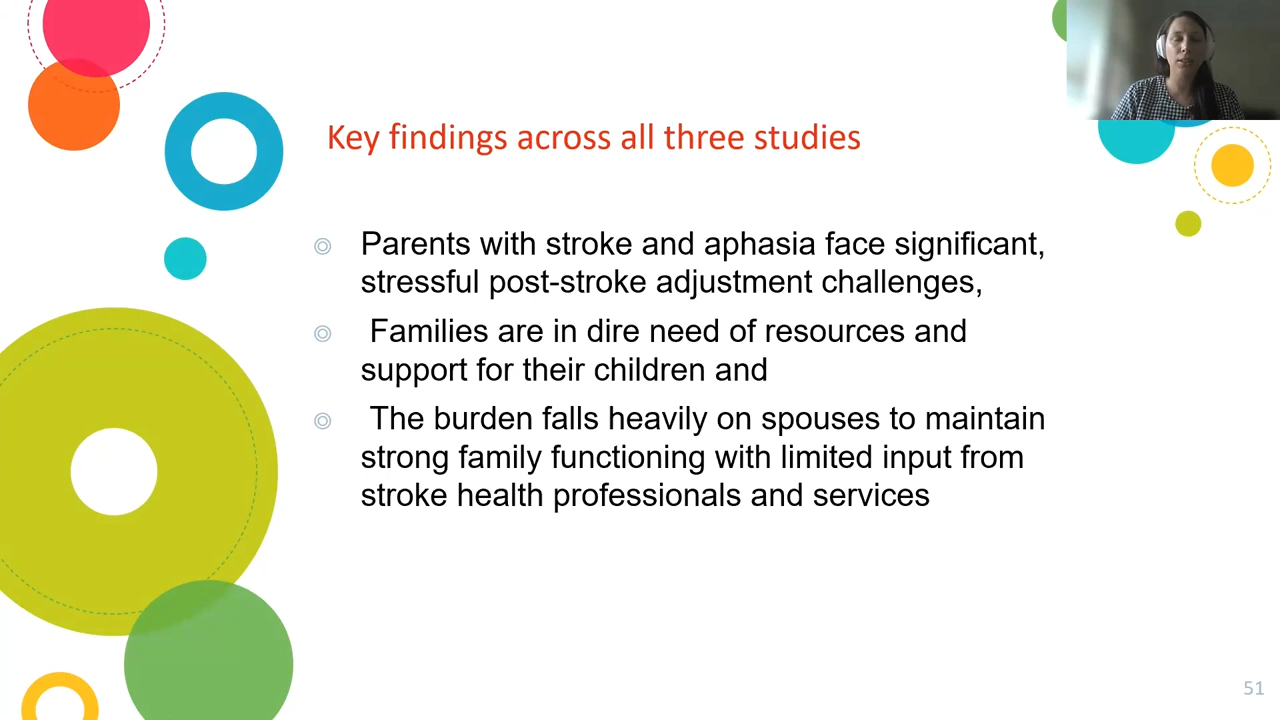 Key findings across all three studies
Parents with stroke and aphasia face significant,
stressful post-stroke adjustment challenges,
Families are in dire need of resources and
support for their children and
The burden falls heavily on spouses to maintain
strong family functioning with limited input from
stroke health professionals and services
51